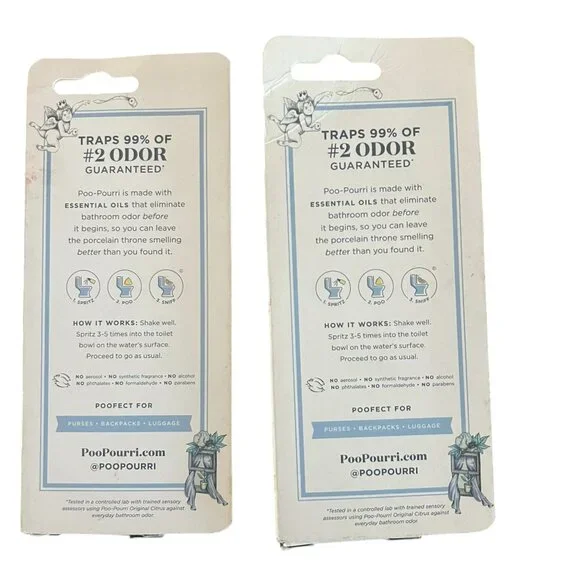 TRAPS 99% OF
#2 ODOR
GUARANTEED*
Poo-Pourri is made with
ESSENTIAL OILS that eliminate
bathroom odor before
it begins, so you can leave
the porcelain throne smelling
better than you found it.
1. SPRITZ 2. POO 3. SNIFF ©
HOW IT WORKS: Shake well.
Spritz 3-5 times into the toilet
bowl on the water's surface.
Proceed to go as usual.
NO aerosol • NO synthetic fragrance • NO alcohol
NO phthalates • NO formaldehyde • NO parabens
POOFECT FOR
PURSES • BACKPACKS • LUGGAGE
PooPourri.com
@POOPOURRI
*Tested in a controlled lab with trained sensory
assessors using Poo-Pourri Original Citrus against
everyday bathroom odor.
TRAPS 99% OF
#2 ODOR
GUARANTEED*
Poo-Pourri is made with
ESSENTIAL OILS that eliminate
bathroom odor before
it begins, so you can leave
the porcelain throne smelling
better than you found it.
1. SPRITZ 2. POO 3. SNIFF ©
HOW IT WORKS: Shake well.
Spritz 3-5 times into the toilet
bowl on the water's surface.
Proceed to go as usual.
NO aerosol • NO synthetic fragrance • NO alcohol
NO phthalates • NO formaldehyde • NO parabens
POOFECT FOR
PURSES • BACKPACKS • LUGGAGE
PooPourri.com
@POOPOURRI
*Tested in a controlled lab with trained sensory
assessors using Poo-Pourri Original Citrus against
everyday bathroom odor.